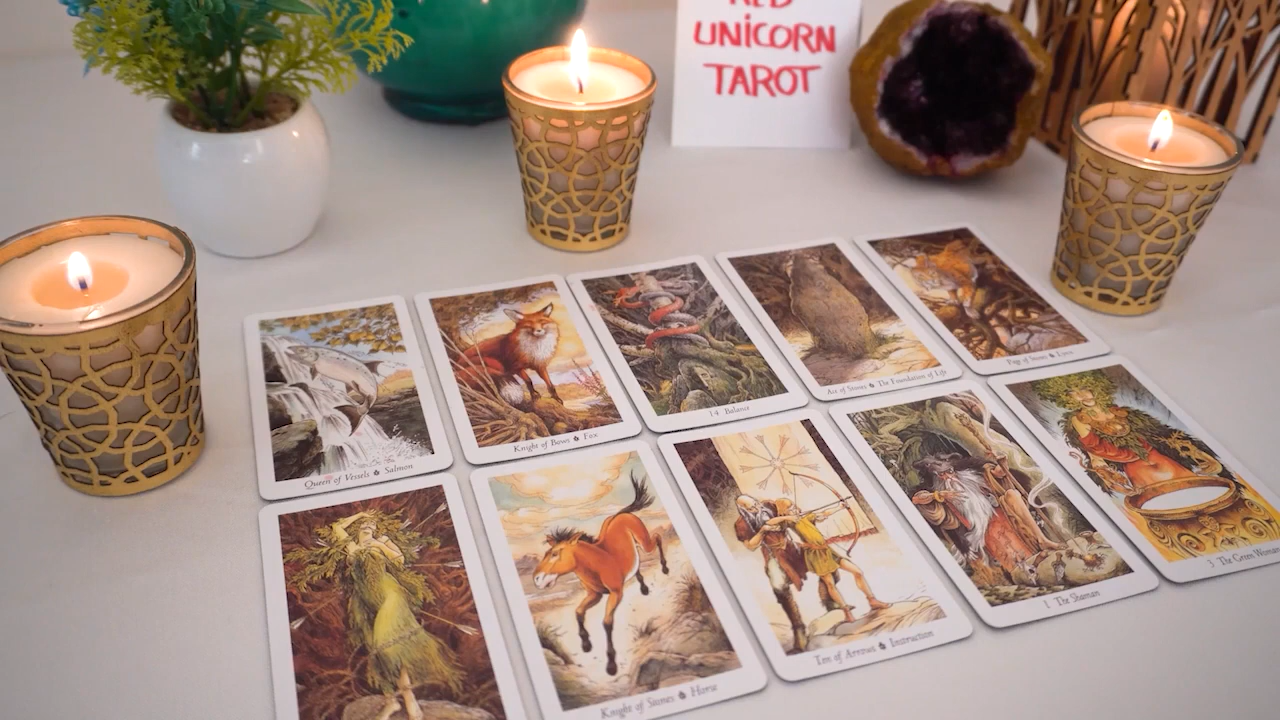 RED
UNICORN
TAROT
Queen of Vessels Salmon
Knight of Bows Fox
14 Balance
Ace of Stones The Foundation of Life
Page of Stones Lynx
Knight of Stones Horse
Ten of Arrows Instruction
1 The Shaman
3 The Green Woman